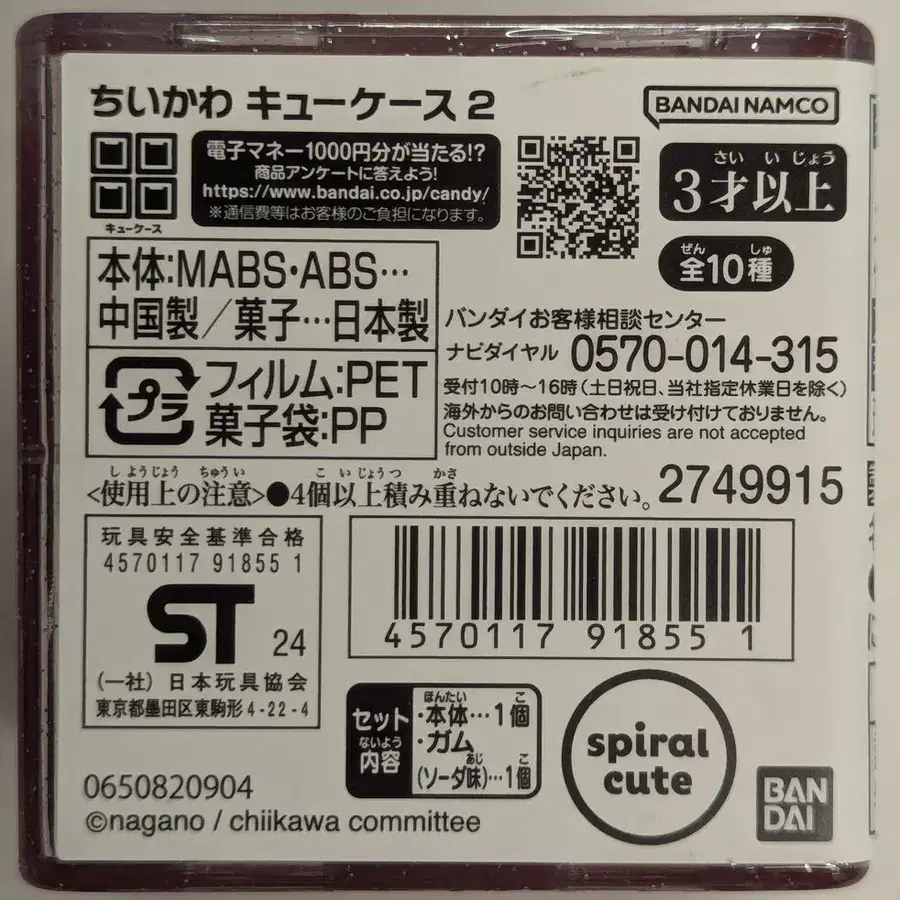 ちいかわ キューケース2
BANDAI NAMCO
キューケース
電子マネー1000円分が当たる!?
商品アンケートに答えよう!
https://www.bandai.co.jp/candy/
※通信費等はお客様のご負担になります。
さい いじょう
3才以上
ぜん しゅ
全10種
本体:MABS・ABS…
中国製/菓子…日本製
プラ
フィルム:PET
菓子袋:PP
バンダイお客様相談センター
ナビダイヤル 0570-014-315
受付10時~16時(土日祝日、当社指定休業日を除く)
海外からのお問い合わせは受け付けておりません。
Customer service inquiries are not accepted
from outside Japan.
しようじょう ちゅうい こ いじょうつ かさ
<使用上の注意>●4個以上積み重ねないでください。
2749915
玩具安全基準合格
4570117 91855 1
ST 24
(一社)日本玩具協会
東京都墨田区東駒形4-22-4
4570117 91855 1
セット
ないよう
内容
ほんたい こ
・本体…1個
・ガム
あじ
(ソーダ味)…1個
spiral
cute
BAN
DAI
0650820904
©nagano / chiikawa committee